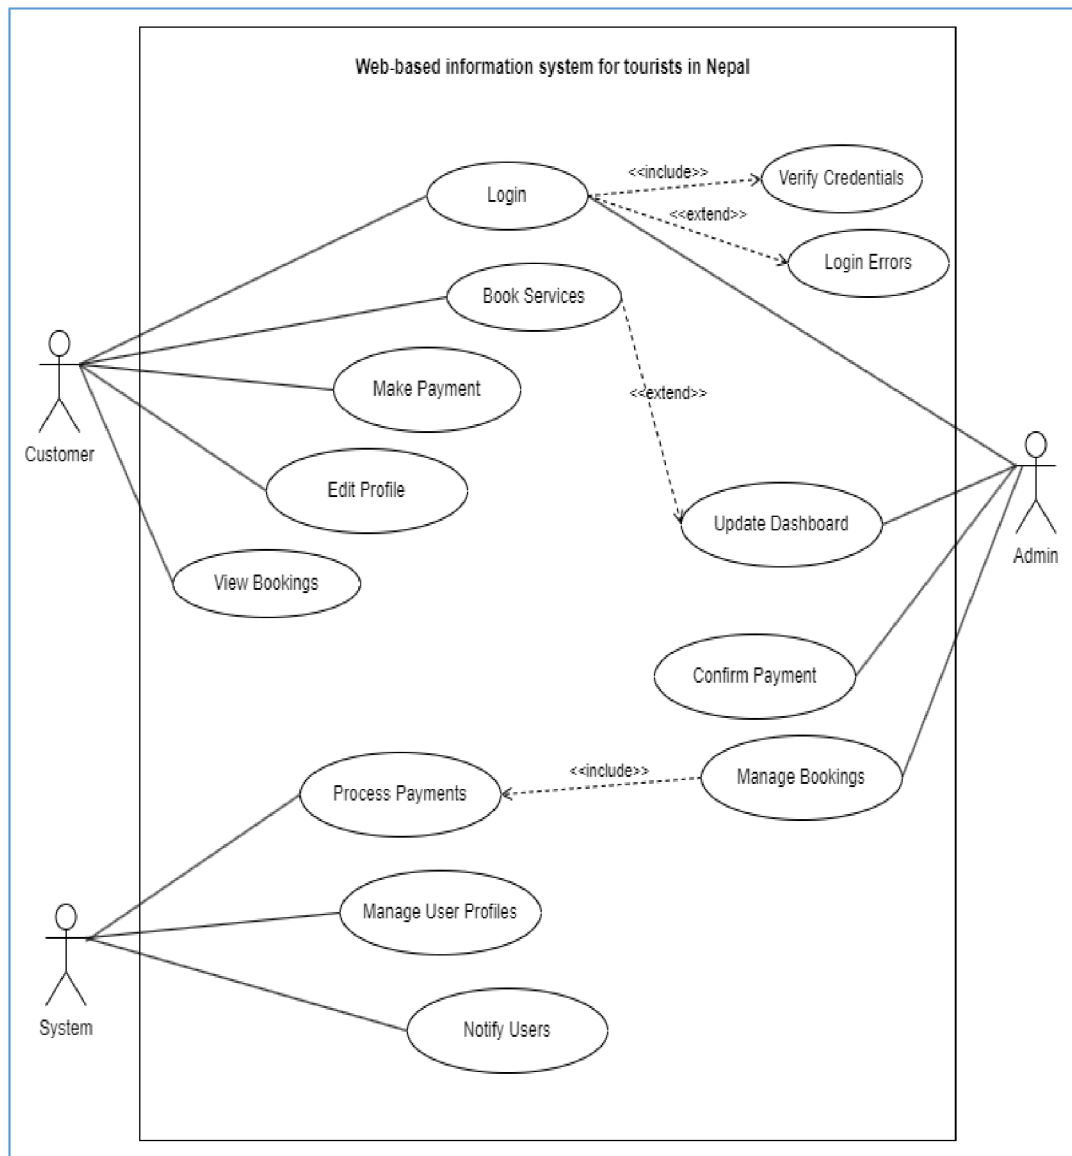 Web-based information system for tourists in Nepal
<<include>>
Verify Credentials
Login
<<extend>>
Login Errors
Book Services
Make Payment
<<extend>>
Customer
Edit Profile
Update Dashboard
Admin
View Bookings
Confirm Payment
<<include>>
Manage Bookings
Process Payments
Manage User Profiles
System
Notify Users